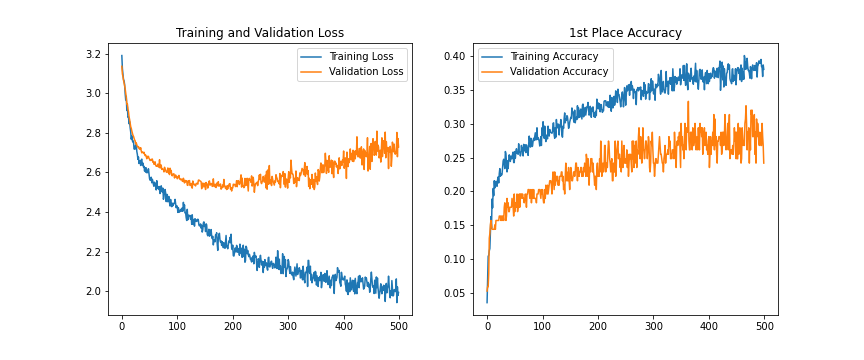 Training and Validation Loss
Training Loss
Validation Loss
3.2
3.0
2.8
2.6
2.4
2.2
2.0
0 100 200 300 400 500
1st Place Accuracy
Training Accuracy
Validation Accuracy
0.40
0.35
0.30
0.25
0.20
0.15
0.10
0.05
0 100 200 300 400 500